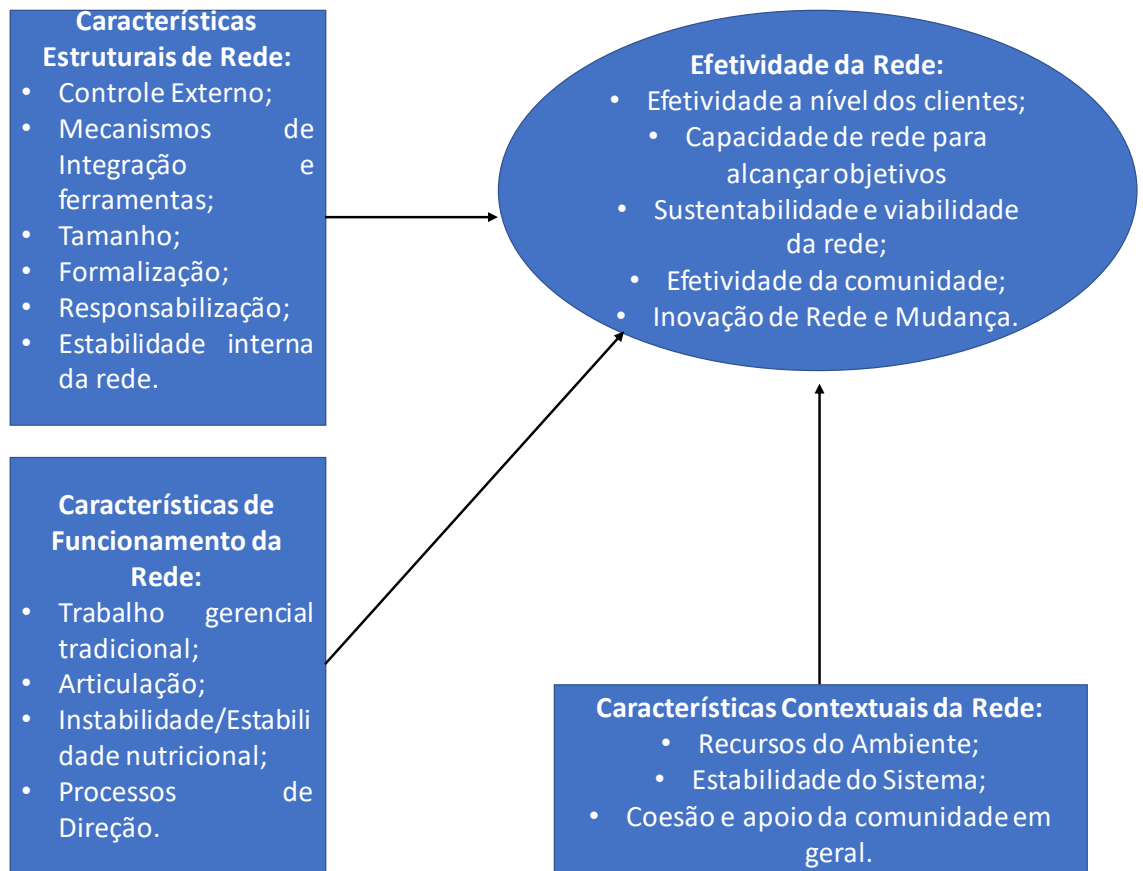 Características
Estruturais de Rede:
• Controle Externo;
• Mecanismos de
Integração e
ferramentas;
• Tamanho;
• Formalização;
• Responsabilização;
• Estabilidade interna
da rede.
Efetividade da Rede:
• Efetividade a nível dos clientes;
• Capacidade de rede para
alcançar objetivos
• Sustentabilidade e viabilidade
da rede;
• Efetividade da comunidade;
• Inovação de Rede e Mudança.
Características de
Funcionamento da
Rede:
• Trabalho gerencial
tradicional;
• Articulação;
• Instabilidade/Estabili
dade nutricional;
• Processos de
Direção.
Características Contextuais da Rede:
• Recursos do Ambiente;
• Estabilidade do Sistema;
• Coesão e apoio da comunidade em
geral.